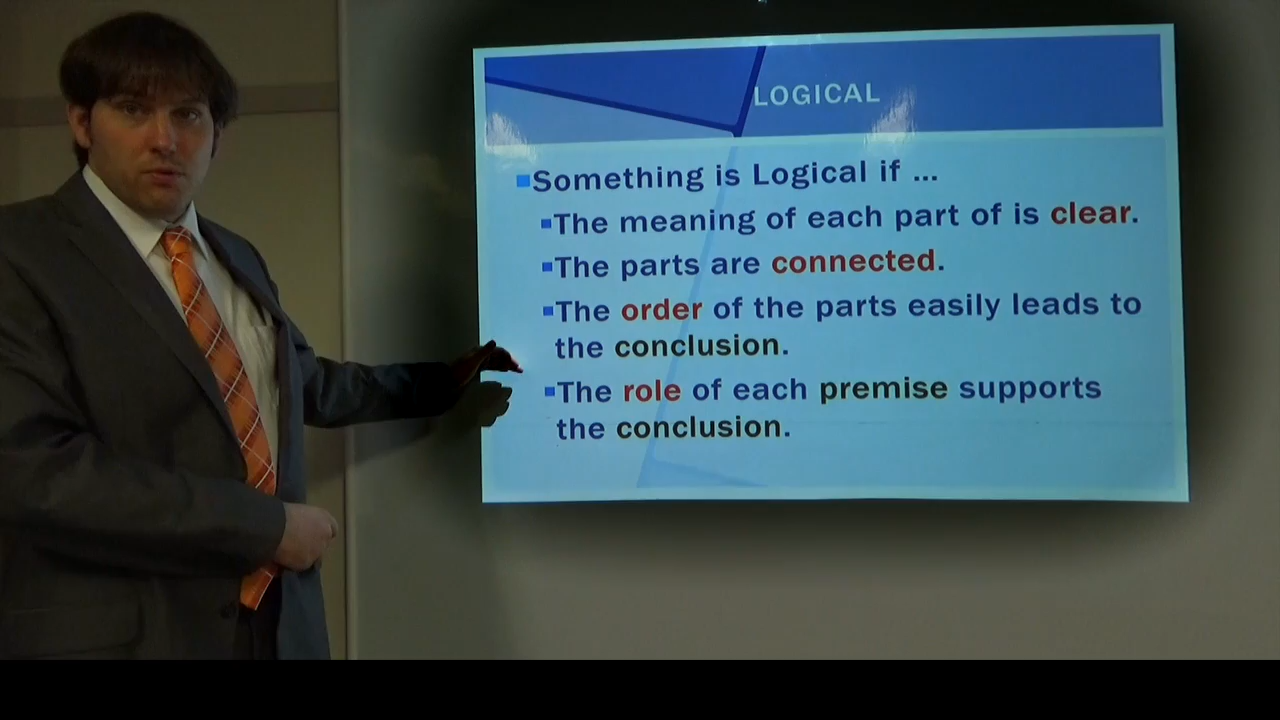 LOGICAL
Something is Logical if ...
The meaning of each part of is clear.
The parts are connected.
The order of the parts easily leads to
the conclusion.
The role of each premise supports
the conclusion.